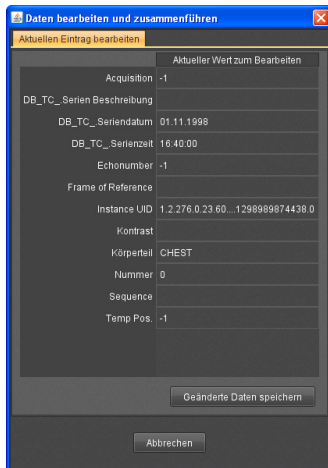 Daten bearbeiten und zusammenführen
Aktuellen Eintrag bearbeiten
Aktueller Wert zum Bearbeiten
Acquisition -1
DB_TC_.Serien Beschreibung
DB_TC_.Seriendatum 01.11.1998
DB_TC_.Serienzeit 16:40:00
Echonumber -1
Frame of Reference
Instance UID 1.2.276.0.23.60....1298989874438.0
Kontrast
Körperteil CHEST
Nummer 0
Sequence
Temp Pos. -1
Geänderte Daten speichern
Abbrechen